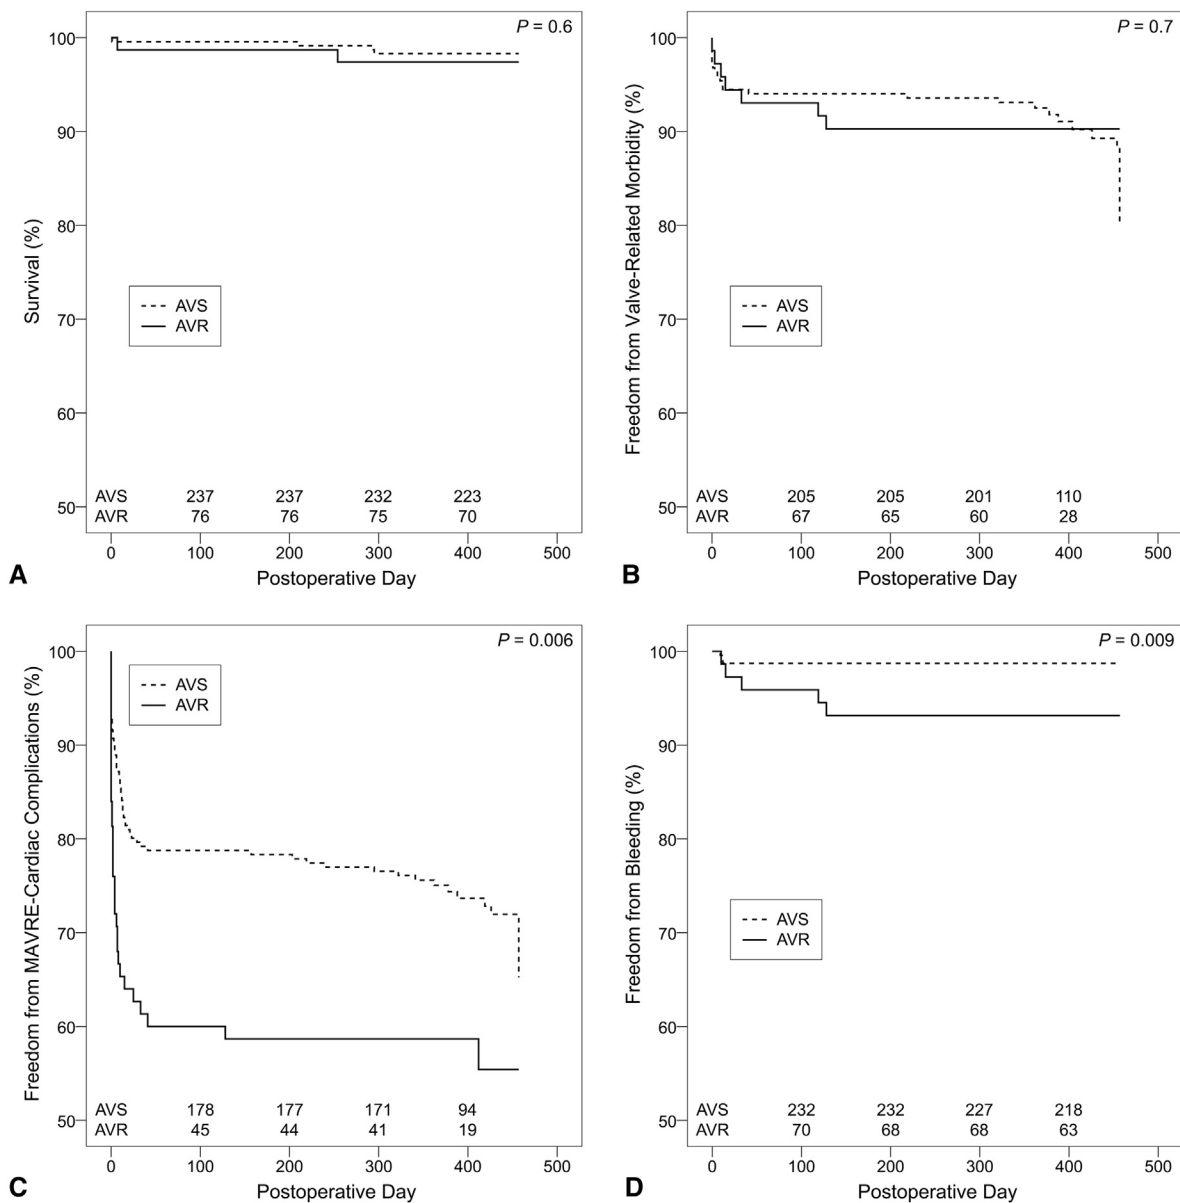 P = 0.6
100
90
80
70
60
50
Survival (%)
AVS
AVR
AVS 237 237 232 223
AVR 76 76 75 70
0 100 200 300 400 500
Postoperative Day
A
P = 0.7
100
90
80
70
60
50
Freedom from Valve-Related Morbidity (%)
AVS
AVR
AVS 205 205 201 110
AVR 67 65 60 28
0 100 200 300 400 500
Postoperative Day
B
P = 0.006
100
90
80
70
60
50
Freedom from MAVRE-Cardiac Complications (%)
AVS
AVR
AVS 178 177 171 94
AVR 45 44 41 19
0 100 200 300 400 500
Postoperative Day
C
P = 0.009
100
90
80
70
60
50
Freedom from Bleeding (%)
AVS
AVR
AVS 232 232 227 218
AVR 70 68 68 63
0 100 200 300 400 500
Postoperative Day
D